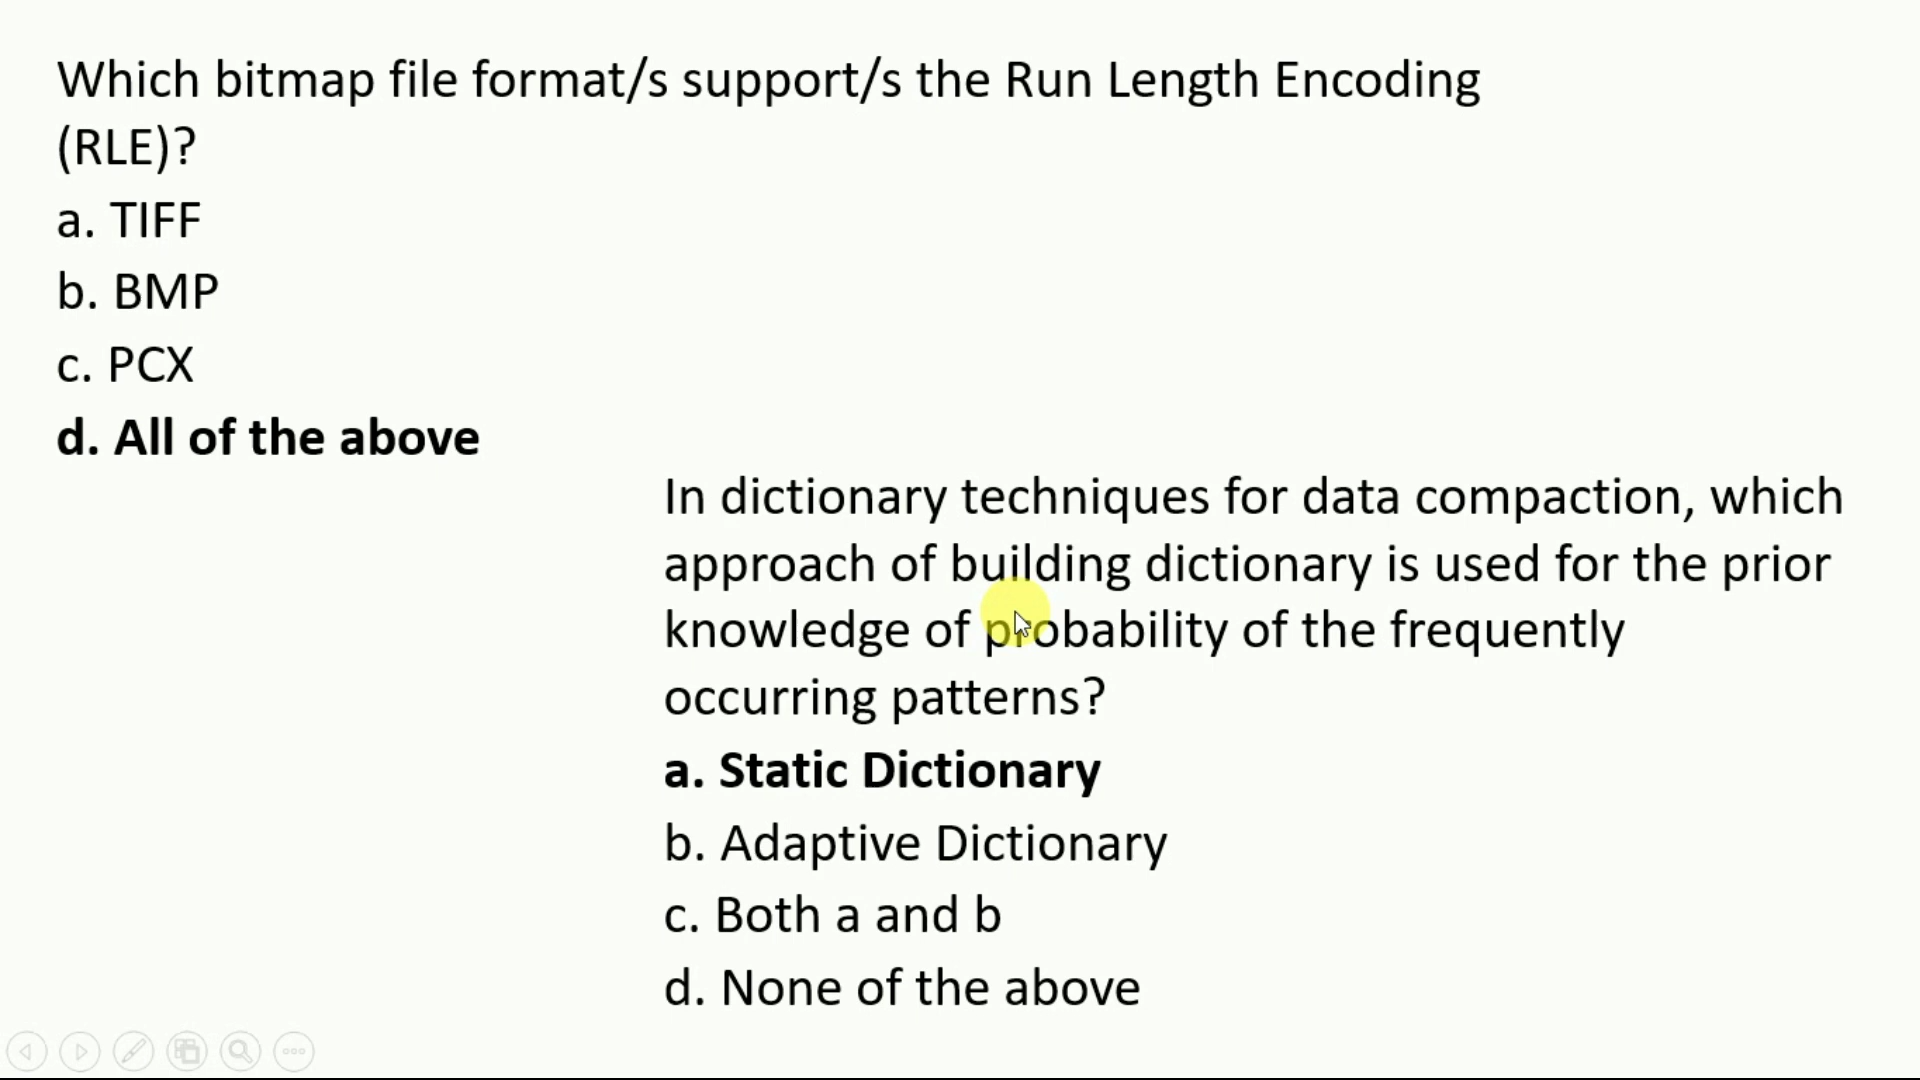 Which bitmap file format/s support/s the Run Length Encoding
(RLE)?
a. TIFF
b. BMP
c. PCX
d. All of the above
In dictionary techniques for data compaction, which
approach of building dictionary is used for the prior
knowledge of probability of the frequently
occurring patterns?
a. Static Dictionary
b. Adaptive Dictionary
c. Both a and b
d. None of the above